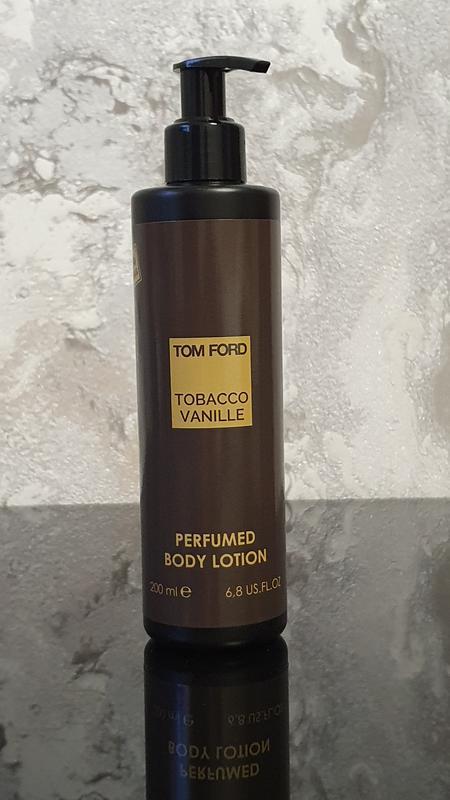 TOM FORD
TOBACCO
VANILLE
PERFUMED
BODY LOTION
200 ml ℮ 6,8 US.FL.OZ